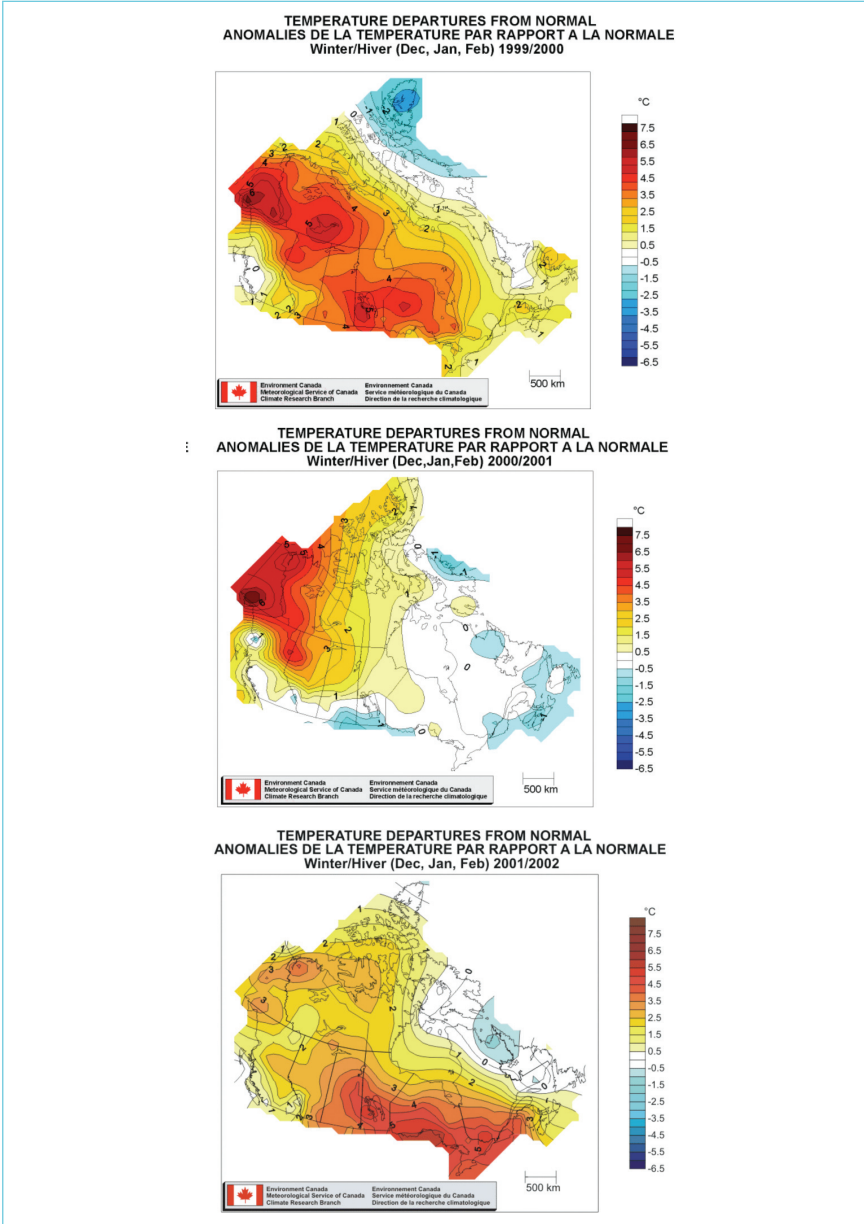 TEMPERATURE DEPARTURES FROM NORMAL
ANOMALIES DE LA TEMPERATURE PAR RAPPORT A LA NORMALE
Winter/Hiver (Dec, Jan, Feb) 1999/2000
°C
7.5
6.5
5.5
4.5
3.5
2.5
1.5
0.5
-0.5
-1.5
-2.5
-3.5
-4.5
-5.5
-6.5
500 km
Environment Canada Environnement Canada
Meteorological Service of Canada Service météorologique du Canada
Climate Research Branch Direction de la recherche climatologique
TEMPERATURE DEPARTURES FROM NORMAL
ANOMALIES DE LA TEMPERATURE PAR RAPPORT A LA NORMALE
Winter/Hiver (Dec,Jan,Feb) 2000/2001
°C
7.5
6.5
5.5
4.5
3.5
2.5
1.5
0.5
-0.5
-1.5
-2.5
-3.5
-4.5
-5.5
-6.5
500 km
Environment Canada Environnement Canada
Meteorological Service of Canada Service météorologique du Canada
Climate Research Branch Direction de la recherche climatologique
TEMPERATURE DEPARTURES FROM NORMAL
ANOMALIES DE LA TEMPERATURE PAR RAPPORT A LA NORMALE
Winter/Hiver (Dec, Jan, Feb) 2001/2002
°C
7.5
6.5
5.5
4.5
3.5
2.5
1.5
0.5
-0.5
-1.5
-2.5
-3.5
-4.5
-5.5
-6.5
500 km
Environment Canada Environnement Canada
Meteorological Service of Canada Service météorologique du Canada
Climate Research Branch Direction de la recherche climatologique